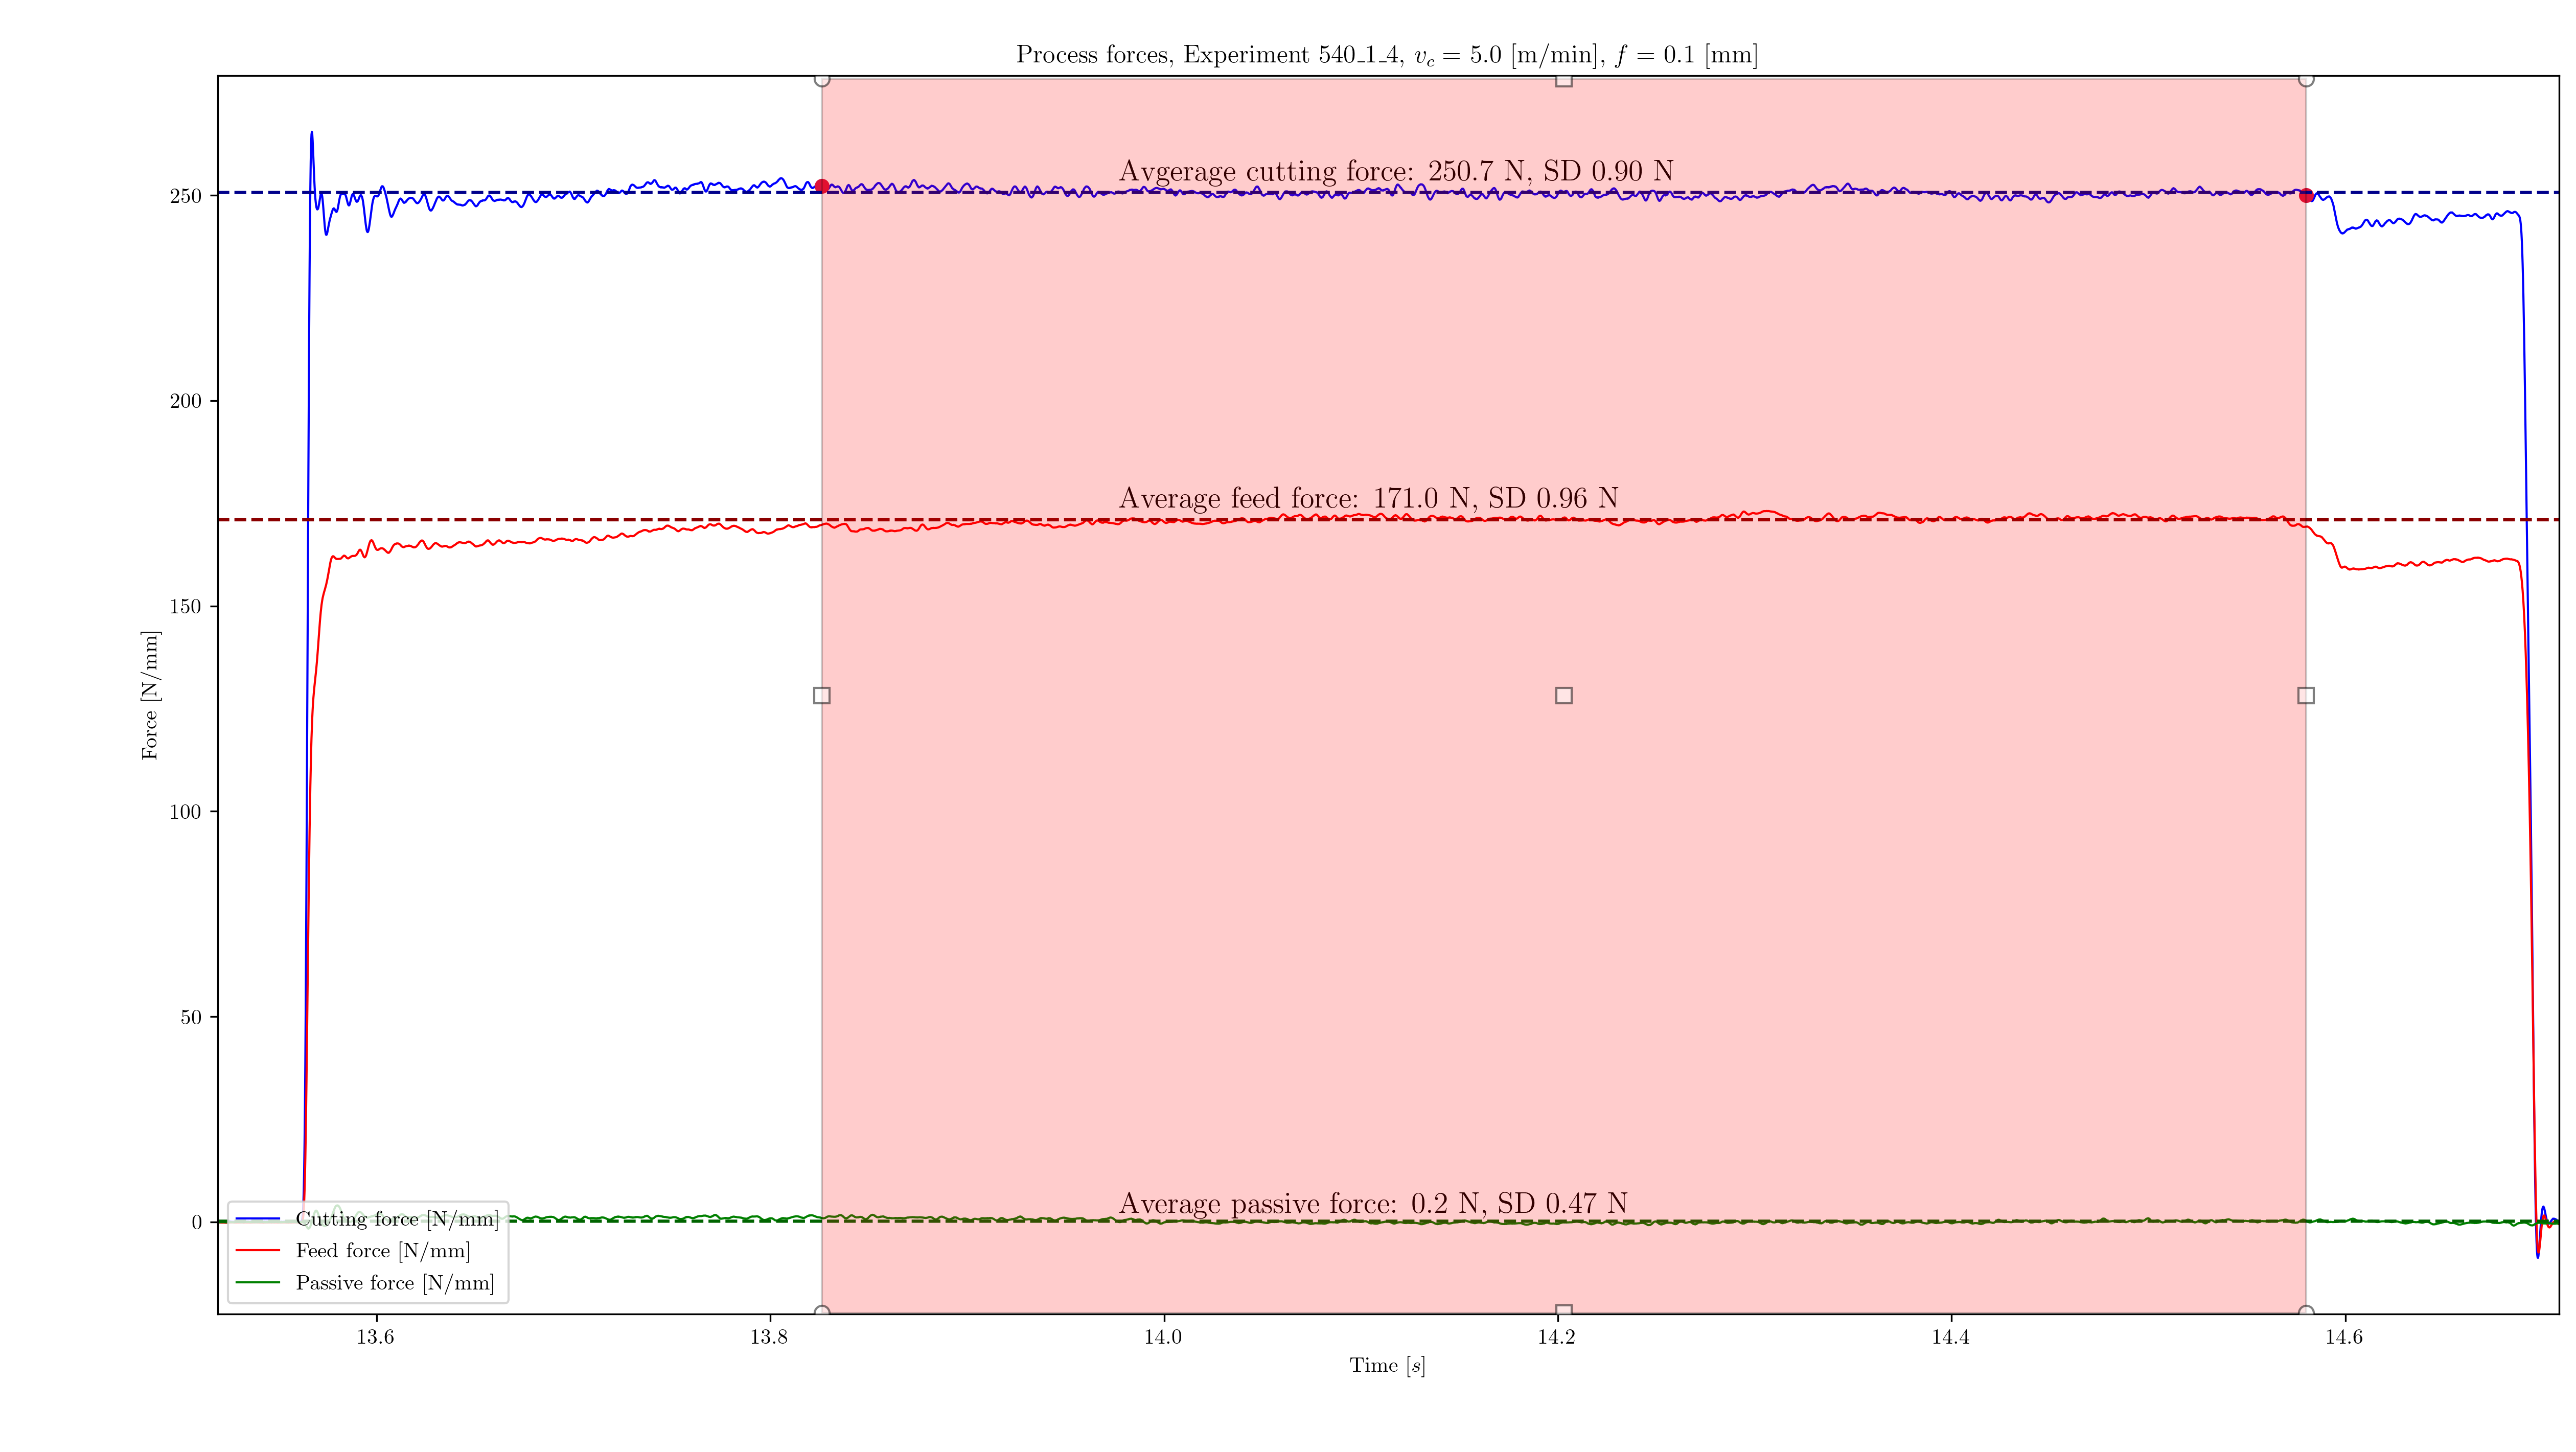 Process forces, Experiment 540_1_4, v_c = 5.0 [m/min], f = 0.1 [mm]
Avgerage cutting force: 250.7 N, SD 0.90 N
Average feed force: 171.0 N, SD 0.96 N
Average passive force: 0.2 N, SD 0.47 N
Force [N/mm]
250
200
150
100
50
0
Cutting force [N/mm]
Feed force [N/mm]
Passive force [N/mm]
13.6 13.8 14.0 14.2 14.4 14.6
Time [s]